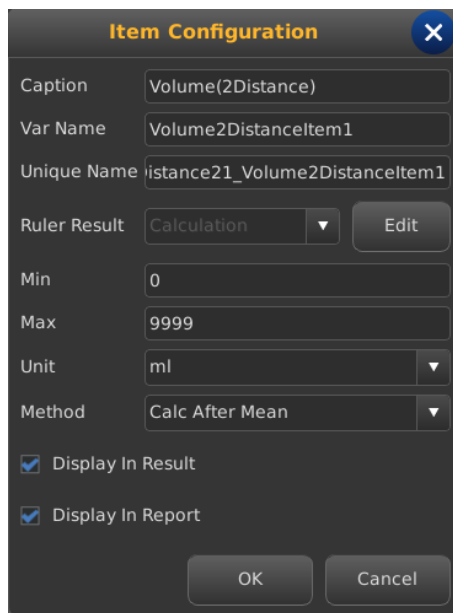 Item Configuration
Caption Volume(2Distance)
Var Name Volume2DistanceItem1
Unique Name istance21_Volume2DistanceItem1
Ruler Result Calculation Edit
Min 0
Max 9999
Unit ml
Method Calc After Mean
Display In Result
Display In Report
OK Cancel